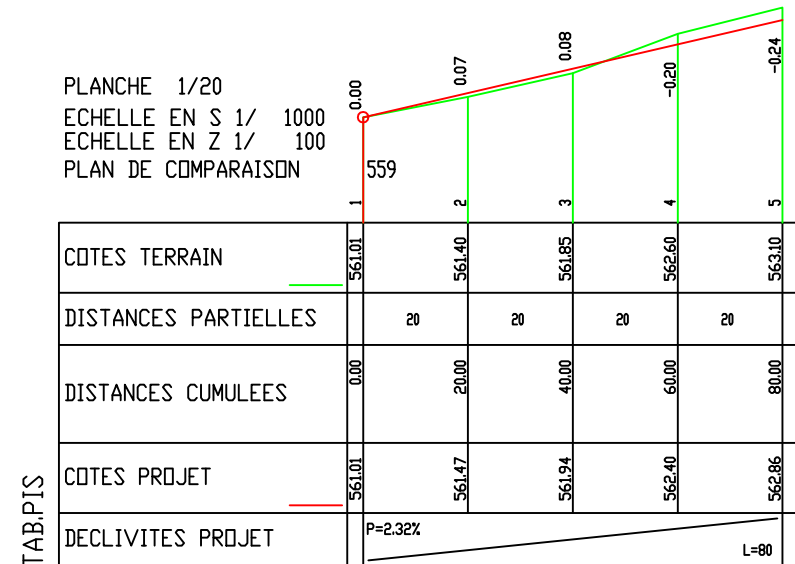 0.00 0.07 0.08 -0.20 -0.24
PLANCHE 1/20
ECHELLE EN S 1/ 1000
ECHELLE EN Z 1/ 100
PLAN DE COMPARAISON 559
1 2 3 4 5
COTES TERRAIN 561.01 561.40 561.85 562.60 563.10
DISTANCES PARTIELLES 20 20 20 20
DISTANCES CUMULEES 0.00 20.00 40.00 60.00 80.00
COTES PROJET 561.01 561.47 561.94 562.40 562.86
DECLIVITES PROJET P=2.32% L=80
TAB.PIS